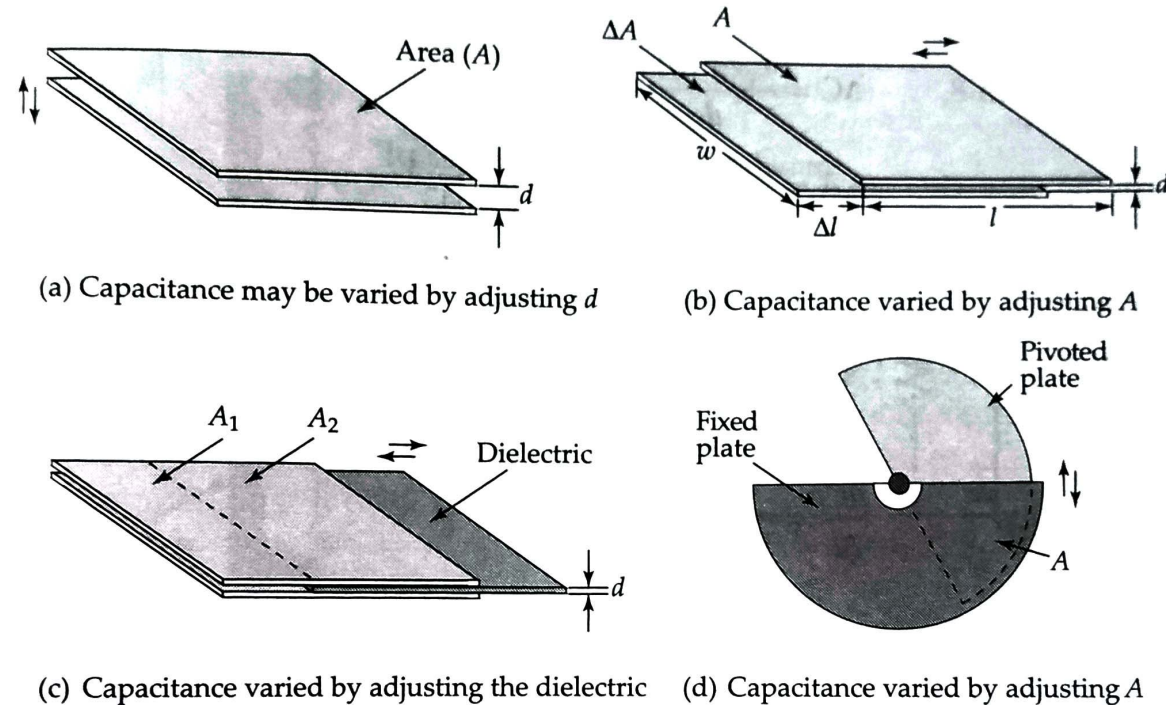 Area (A)
d
(a) Capacitance may be varied by adjusting d
ΔA
A
w
Δl
l
d
(b) Capacitance varied by adjusting A
A1
A2
Dielectric
d
(c) Capacitance varied by adjusting the dielectric
Pivoted
plate
Fixed
plate
A
(d) Capacitance varied by adjusting A